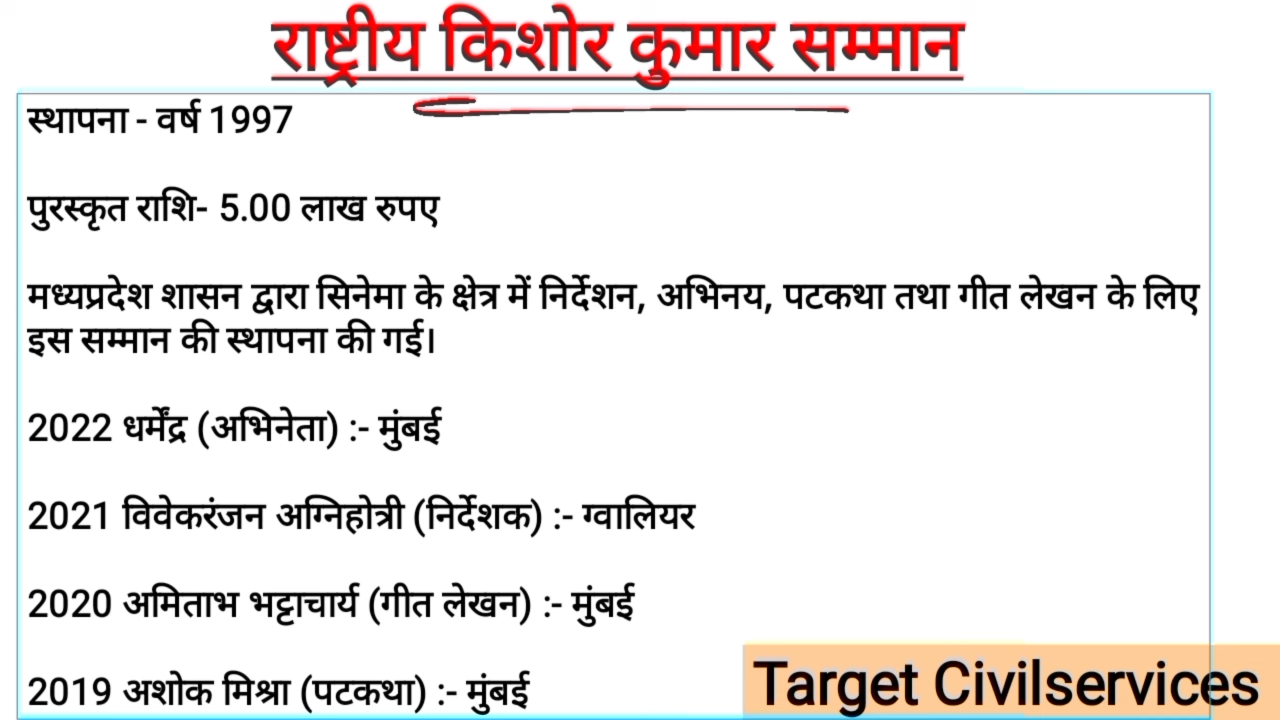 राष्ट्रीय किशोर कुमार सम्मान
स्थापना - वर्ष 1997
पुरस्कृत राशि- 5.00 लाख रुपए
मध्यप्रदेश शासन द्वारा सिनेमा के क्षेत्र में निर्देशन, अभिनय, पटकथा तथा गीत लेखन के लिए
इस सम्मान की स्थापना की गई।
2022 धर्मेंद्र (अभिनेता) :- मुंबई
2021 विवेकरंजन अग्निहोत्री (निर्देशक) :- ग्वालियर
2020 अमिताभ भट्टाचार्य (गीत लेखन) :- मुंबई
2019 अशोक मिश्रा (पटकथा) :- मुंबई
Target Civilservices